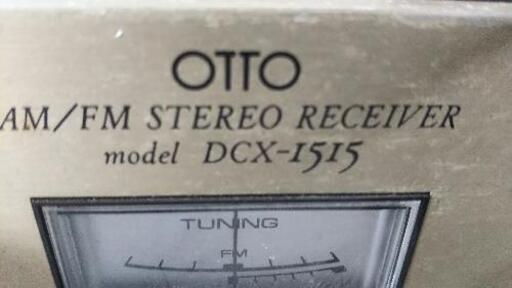 OTTO
AM/FM STEREO RECEIVER
model DCX-1515
TUNING
FM